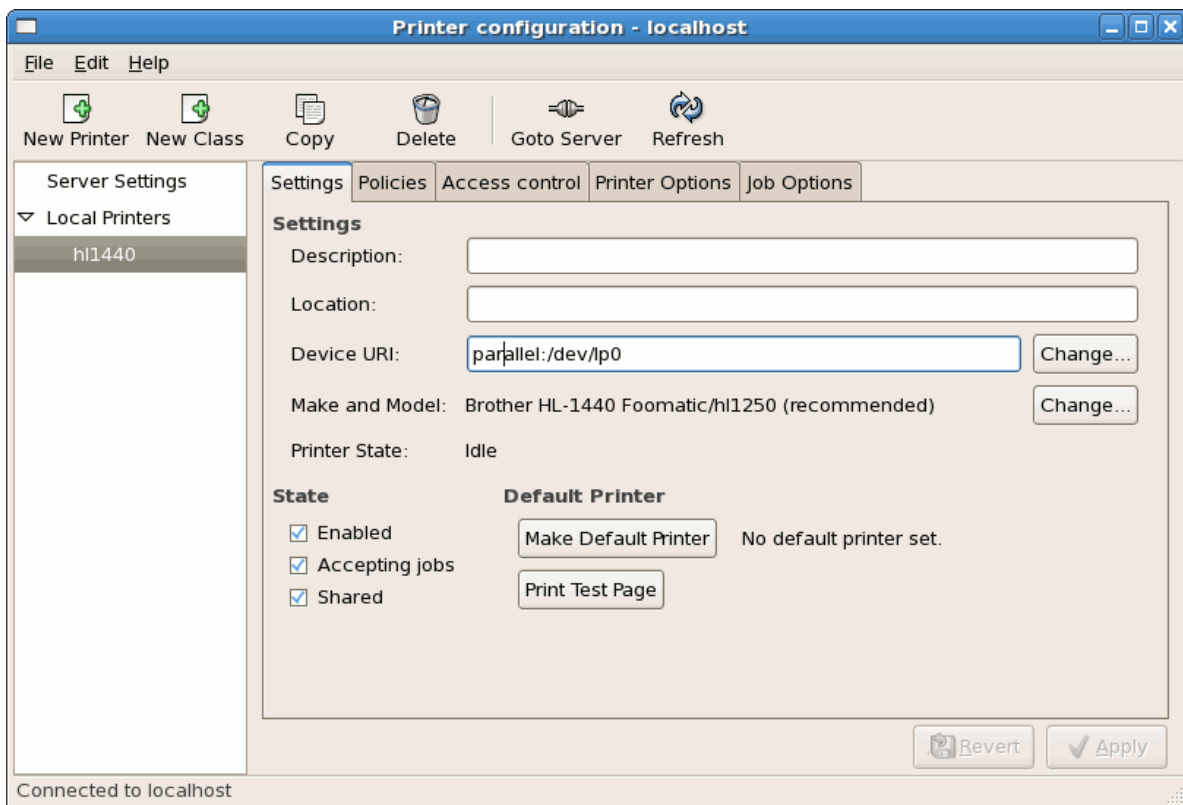 Printer configuration - localhost
File Edit Help
New Printer New Class Copy Delete Goto Server Refresh
Server Settings
Local Printers
hl1440
Settings Policies Access control Printer Options Job Options
Settings
Description:
Location:
Device URI: parallel:/dev/lp0 Change...
Make and Model: Brother HL-1440 Foomatic/hl1250 (recommended) Change...
Printer State: Idle
State Default Printer
Enabled Make Default Printer No default printer set.
Accepting jobs
Shared Print Test Page
Revert Apply
Connected to localhost